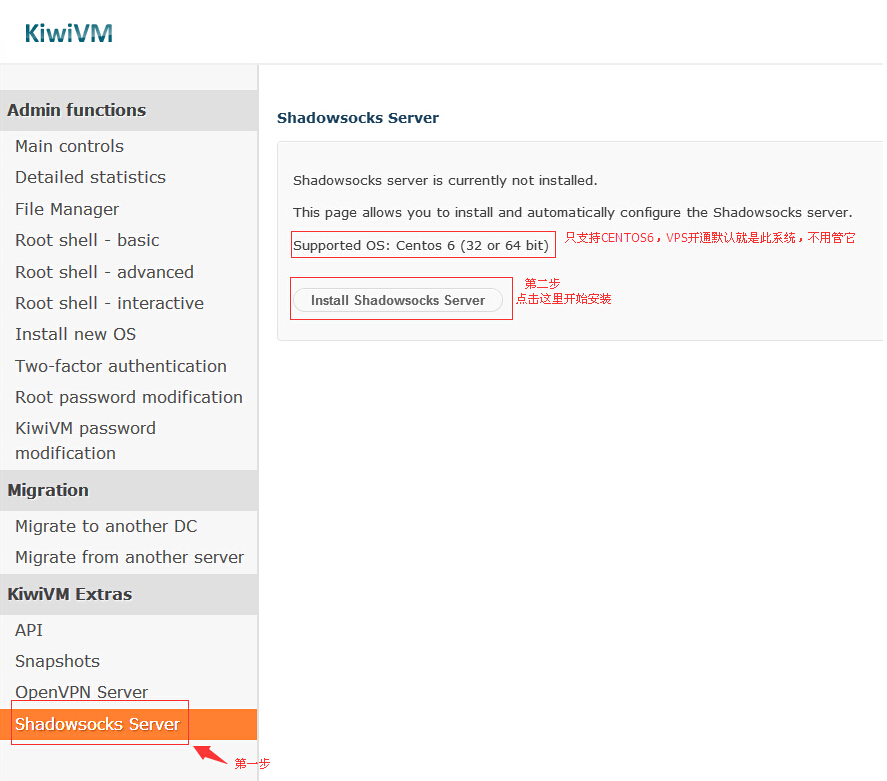 KiwiVM
Admin functions
Main controls
Detailed statistics
File Manager
Root shell - basic
Root shell - advanced
Root shell - interactive
Install new OS
Two-factor authentication
Root password modification
KiwiVM password
modification
Migration
Migrate to another DC
Migrate from another server
KiwiVM Extras
API
Snapshots
OpenVPN Server
Shadowsocks Server
第一步
Shadowsocks Server
Shadowsocks server is currently not installed.
This page allows you to install and automatically configure the Shadowsocks server.
Supported OS: Centos 6 (32 or 64 bit)
只支持CENTOS6，VPS开通默认就是此系统，不用管它
Install Shadowsocks Server
第二步
点击这里开始安装